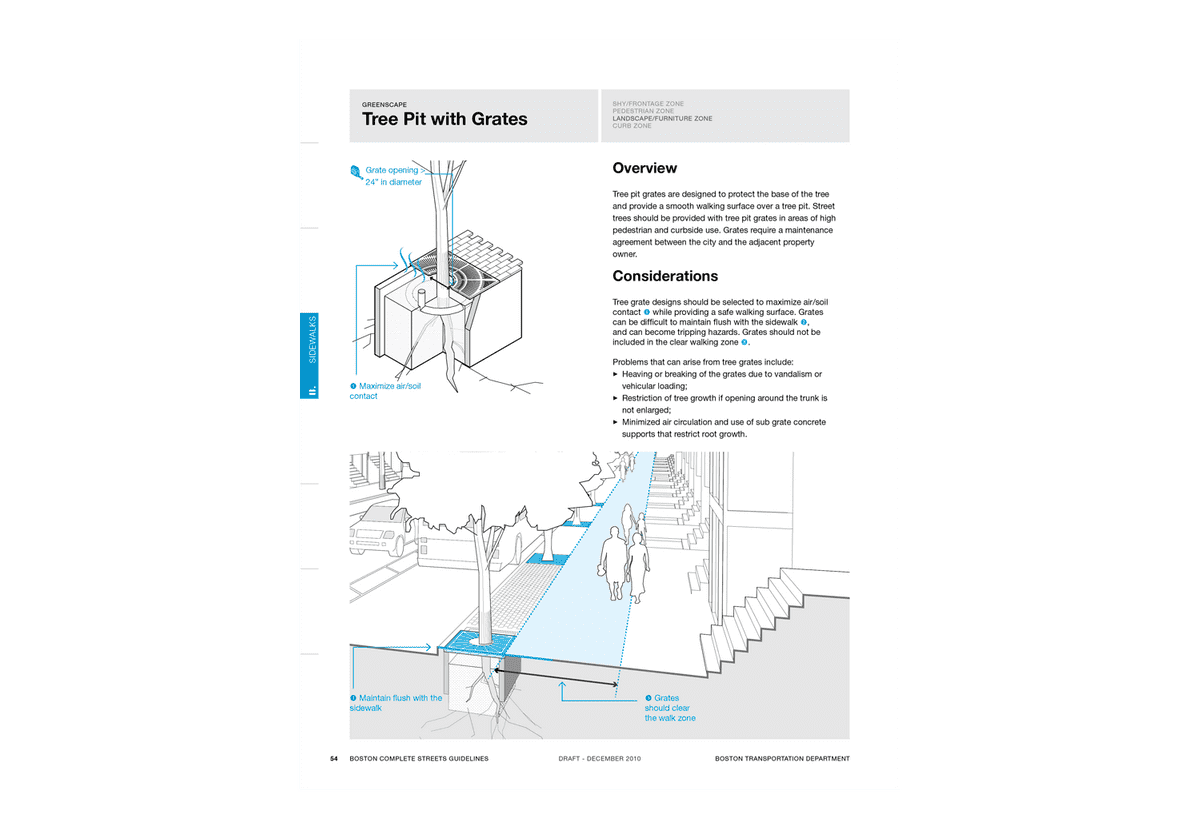 GREENSCAPE
Tree Pit with Grates
SHY/FRONTAGE ZONE
PEDESTRIAN ZONE
LANDSCAPE/FURNITURE ZONE
CURB ZONE
Grate opening >
24" in diameter
❶ Maximize air/soil
contact
Overview
Tree pit grates are designed to protect the base of the tree
and provide a smooth walking surface over a tree pit. Street
trees should be provided with tree pit grates in areas of high
pedestrian and curbside use. Grates require a maintenance
agreement between the city and the adjacent property
owner.
Considerations
Tree grate designs should be selected to maximize air/soil
contact ❶ while providing a safe walking surface. Grates
can be difficult to maintain flush with the sidewalk ❷,
and can become tripping hazards. Grates should not be
included in the clear walking zone ❸.
Problems that can arise from tree grates include:
► Heaving or breaking of the grates due to vandalism or
vehicular loading;
► Restriction of tree growth if opening around the trunk is
not enlarged;
► Minimized air circulation and use of sub grate concrete
supports that restrict root growth.
SIDEWALKS
II.
❷ Maintain flush with the
sidewalk
❸ Grates
should clear
the walk zone
54 BOSTON COMPLETE STREETS GUIDELINES
DRAFT - DECEMBER 2010
BOSTON TRANSPORTATION DEPARTMENT